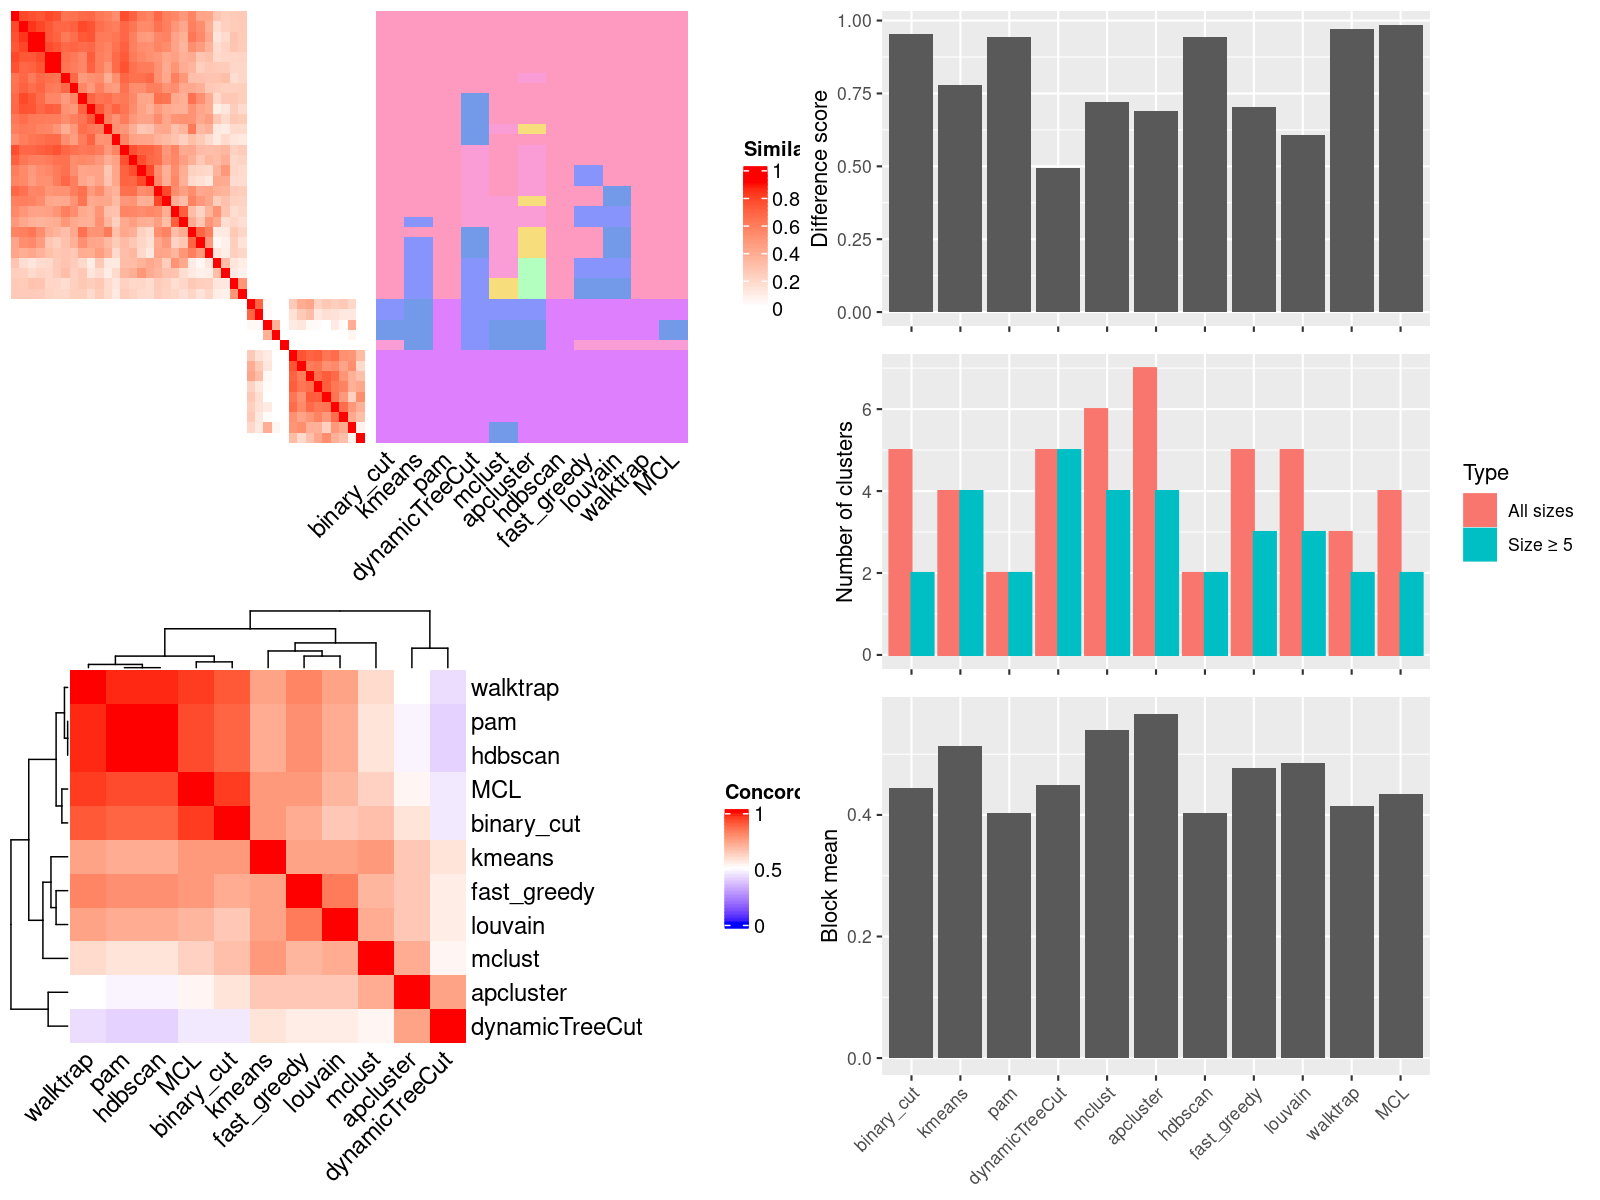 Simila
1
0.8
0.6
0.4
0.2
0
binary_cut
kmeans
pam
dynamicTreeCut
mclust
apcluster
hdbscan
fast_greedy
louvain
walktrap
MCL
walktrap
pam
hdbscan
MCL
binary_cut
kmeans
fast_greedy
louvain
mclust
apcluster
dynamicTreeCut
Concord
1
0.5
0
walktrap
pam
hdbscan
MCL
binary_cut
kmeans
fast_greedy
louvain
mclust
apcluster
dynamicTreeCut
Difference score
1.00
0.75
0.50
0.25
0.00
Number of clusters
6
4
2
0
Type
All sizes
Size ≥ 5
Block mean
0.4
0.2
0.0
binary_cut
kmeans
pam
dynamicTreeCut
mclust
apcluster
hdbscan
fast_greedy
louvain
walktrap
MCL